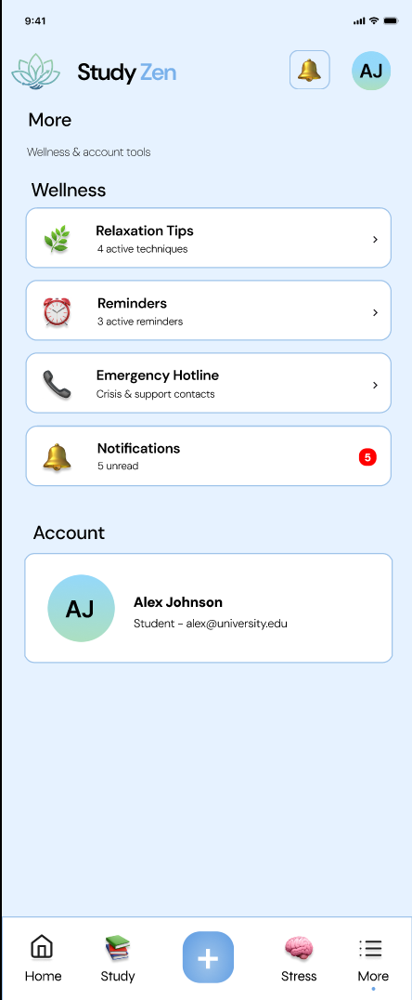 9:41
Study Zen
AJ
More
Wellness & account tools
Wellness
Relaxation Tips
4 active techniques
Reminders
3 active reminders
Emergency Hotline
Crisis & support contacts
Notifications
5 unread
5
Account
AJ
Alex Johnson
Student - alex@university.edu
Home
Study
+
Stress
More